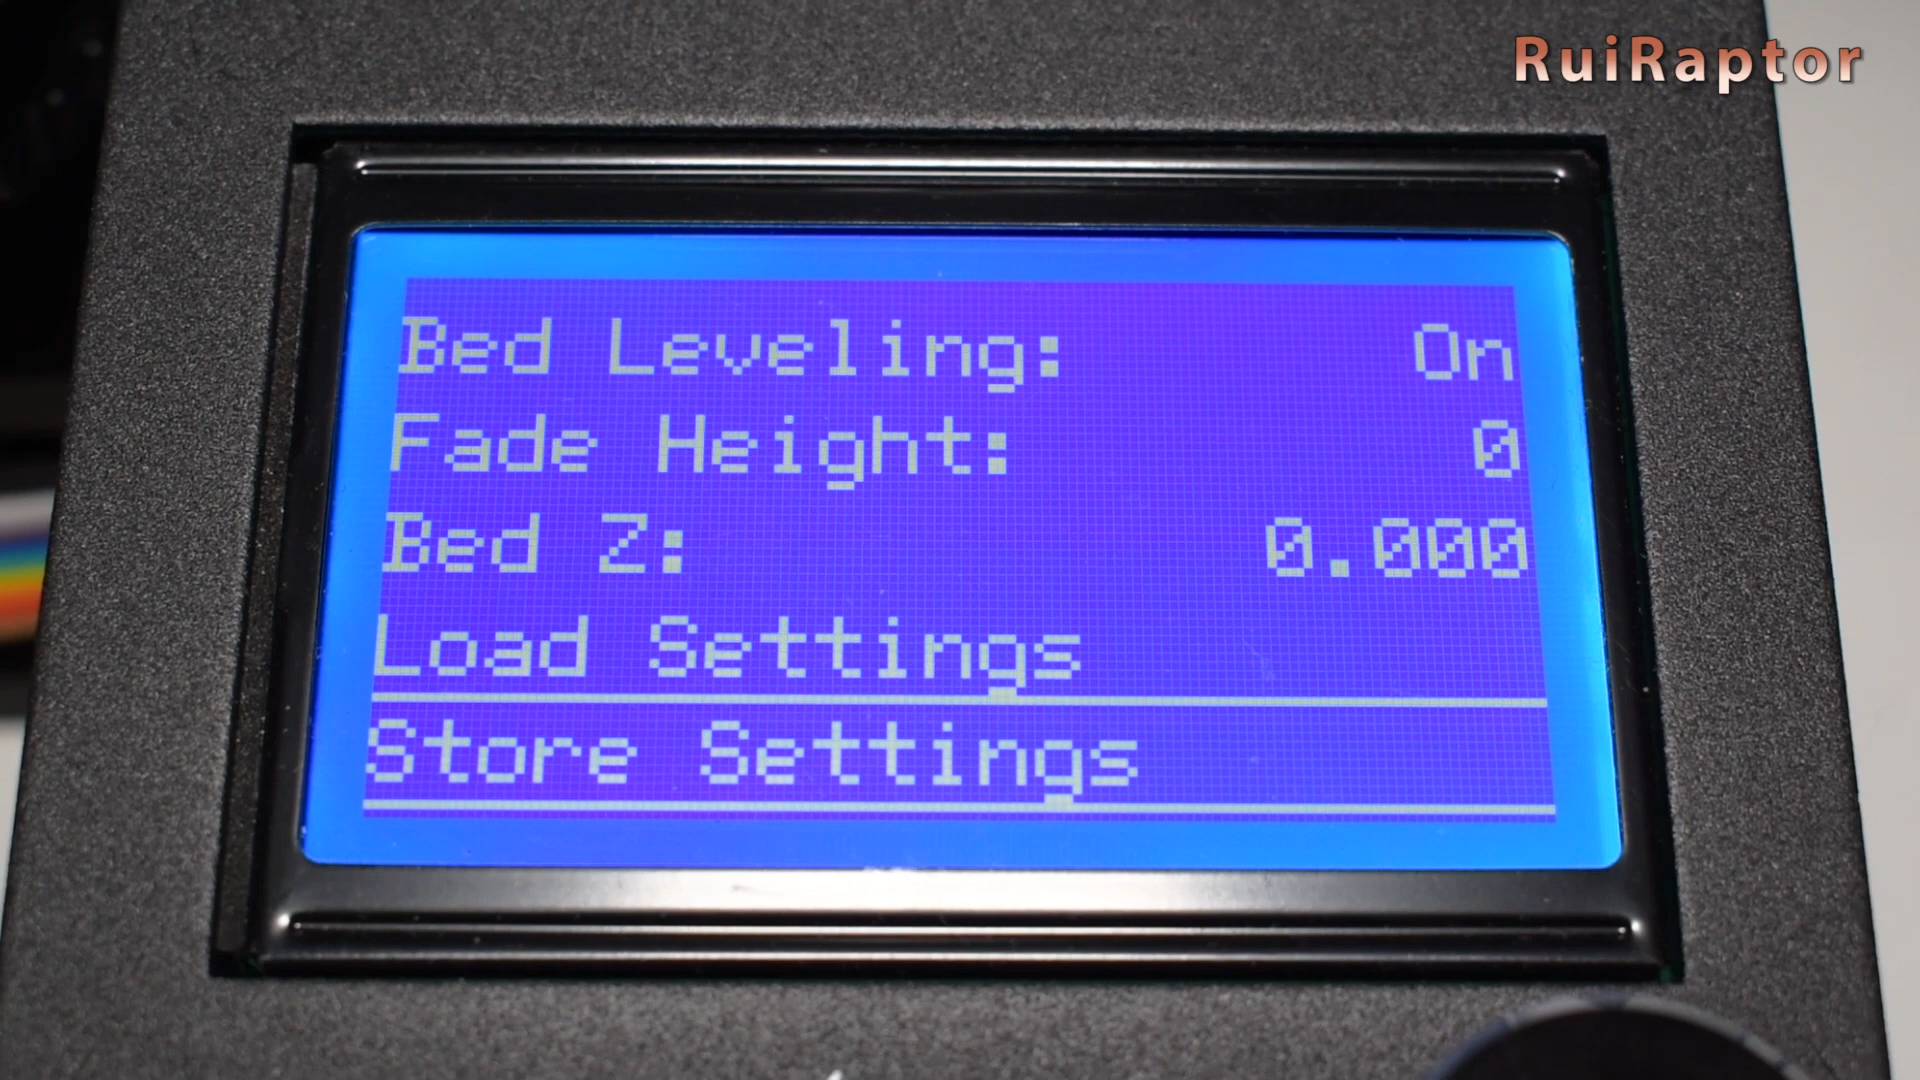 RuiRaptor
Bed Leveling: On
Fade Height: 0
Bed Z: 0.000
Load Settings
Store Settings